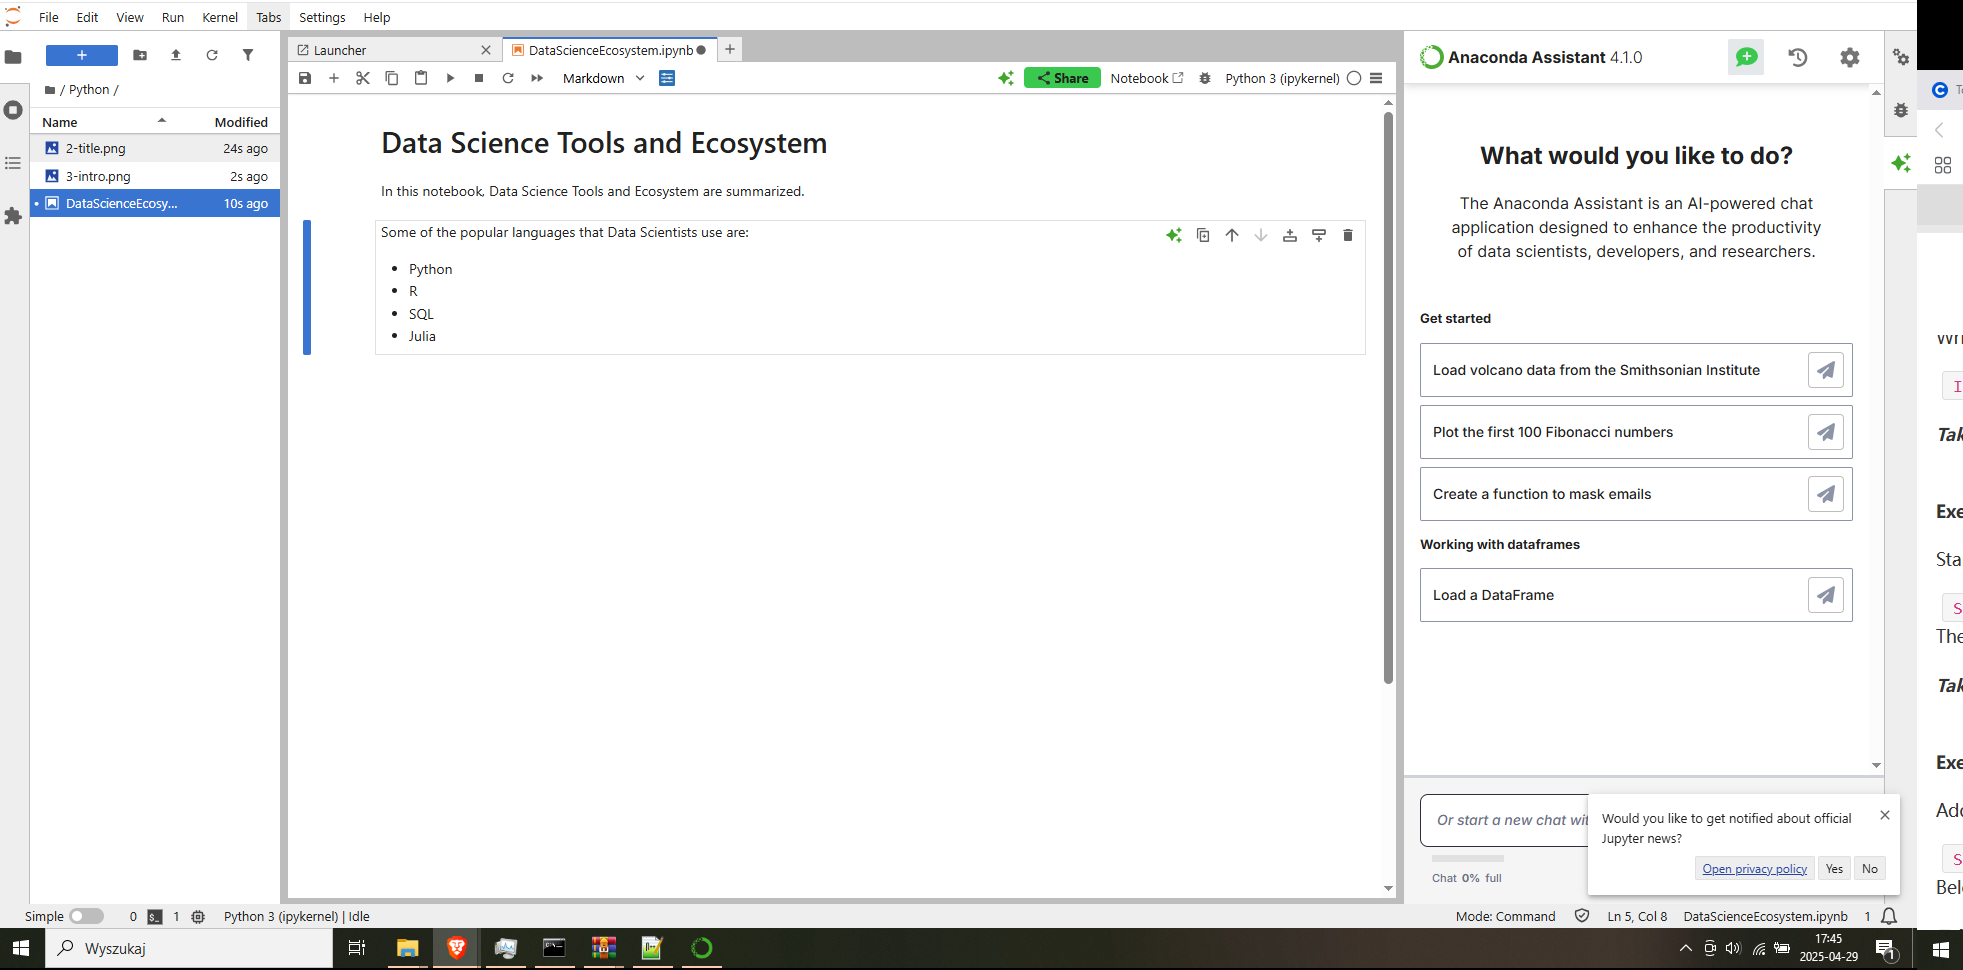 File Edit View Run Kernel Tabs Settings Help
+
/ Python /
Name Modified
2-title.png 24s ago
3-intro.png 2s ago
DataScienceEcosy... 10s ago
Launcher
DataScienceEcosystem.ipynb
Markdown
Share
Notebook
Python 3 (ipykernel)
Data Science Tools and Ecosystem
In this notebook, Data Science Tools and Ecosystem are summarized.
Some of the popular languages that Data Scientists use are:
• Python
• R
• SQL
• Julia
Anaconda Assistant 4.1.0
What would you like to do?
The Anaconda Assistant is an AI-powered chat
application designed to enhance the productivity
of data scientists, developers, and researchers.
Get started
Load volcano data from the Smithsonian Institute
Plot the first 100 Fibonacci numbers
Create a function to mask emails
Working with dataframes
Load a DataFrame
Or start a new chat wit
Chat 0% full
Would you like to get notified about official
Jupyter news?
Open privacy policy Yes No
I
Tak
Exe
Sta
S
The
Tak
Exe
Add
S
Bel
Simple 0 1 Python 3 (ipykernel) | Idle
Mode: Command Ln 5, Col 8 DataScienceEcosystem.ipynb 1
Wyszukaj
17:45
2025-04-29
1